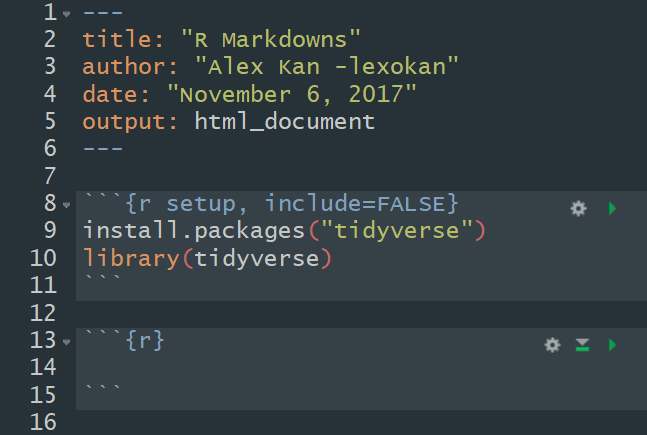 1 ---
2 title: "R Markdowns"
3 author: "Alex Kan -lexokan"
4 date: "November 6, 2017"
5 output: html_document
6 ---
7
8 ```{r setup, include=FALSE}
9 install.packages("tidyverse")
10 library(tidyverse)
11 ```
12
13 ```{r}
14
15 ```
16